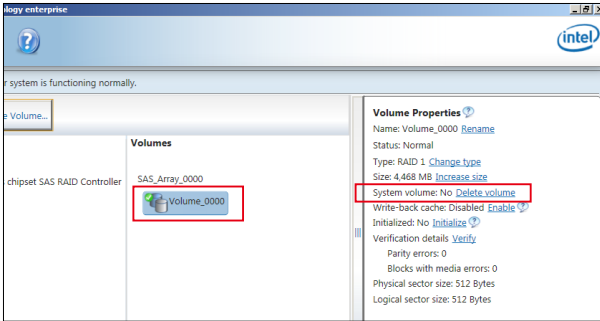 ology enterprise
?
intel
r system is functioning normally.
e Volume...
Volumes
chipset SAS RAID Controller
SAS_Array_0000
Volume_0000
Volume Properties ?
Name: Volume_0000 Rename
Status: Normal
Type: RAID 1 Change type
Size: 4,468 MB Increase size
System volume: No Delete volume
Write-back cache: Disabled Enable ?
Initialized: No Initialize ?
Verification details Verify
Parity errors: 0
Blocks with media errors: 0
Physical sector size: 512 Bytes
Logical sector size: 512 Bytes